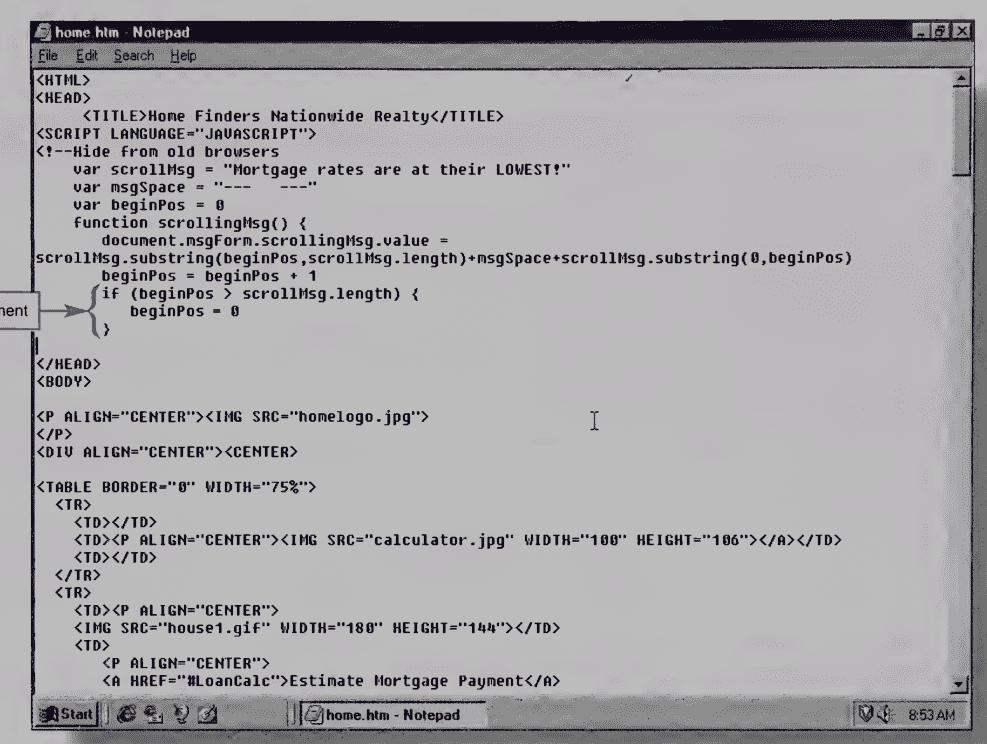 home.htm - Notepad
File Edit Search Help
<HTML>
<HEAD>
<TITLE>Home Finders Nationwide Realty</TITLE>
<SCRIPT LANGUAGE="JAVASCRIPT">
<!--Hide from old browsers
var scrollMsg = "Mortgage rates are at their LOWEST!"
var msgSpace = "---   ---"
var beginPos = 0
function scrollingMsg() {
document.msgForm.scrollingMsg.value =
scrollMsg.substring(beginPos,scrollMsg.length)+msgSpace+scrollMsg.substring(0,beginPos)
beginPos = beginPos + 1
if (beginPos > scrollMsg.length) {
ment
beginPos = 0
}
</HEAD>
<BODY>
<P ALIGN="CENTER"><IMG SRC="homelogo.jpg">
</P>
<DIV ALIGN="CENTER"><CENTER>
<TABLE BORDER="0" WIDTH="75%">
<TR>
<TD></TD>
<TD><P ALIGN="CENTER"><IMG SRC="calculator.jpg" WIDTH="100" HEIGHT="106"></A></TD>
<TD></TD>
</TR>
<TR>
<TD><P ALIGN="CENTER">
<IMG SRC="house1.gif" WIDTH="180" HEIGHT="144"></TD>
<TD>
<P ALIGN="CENTER">
<A HREF="#LoanCalc">Estimate Mortgage Payment</A>
Start home.htm - Notepad 8:53 AM